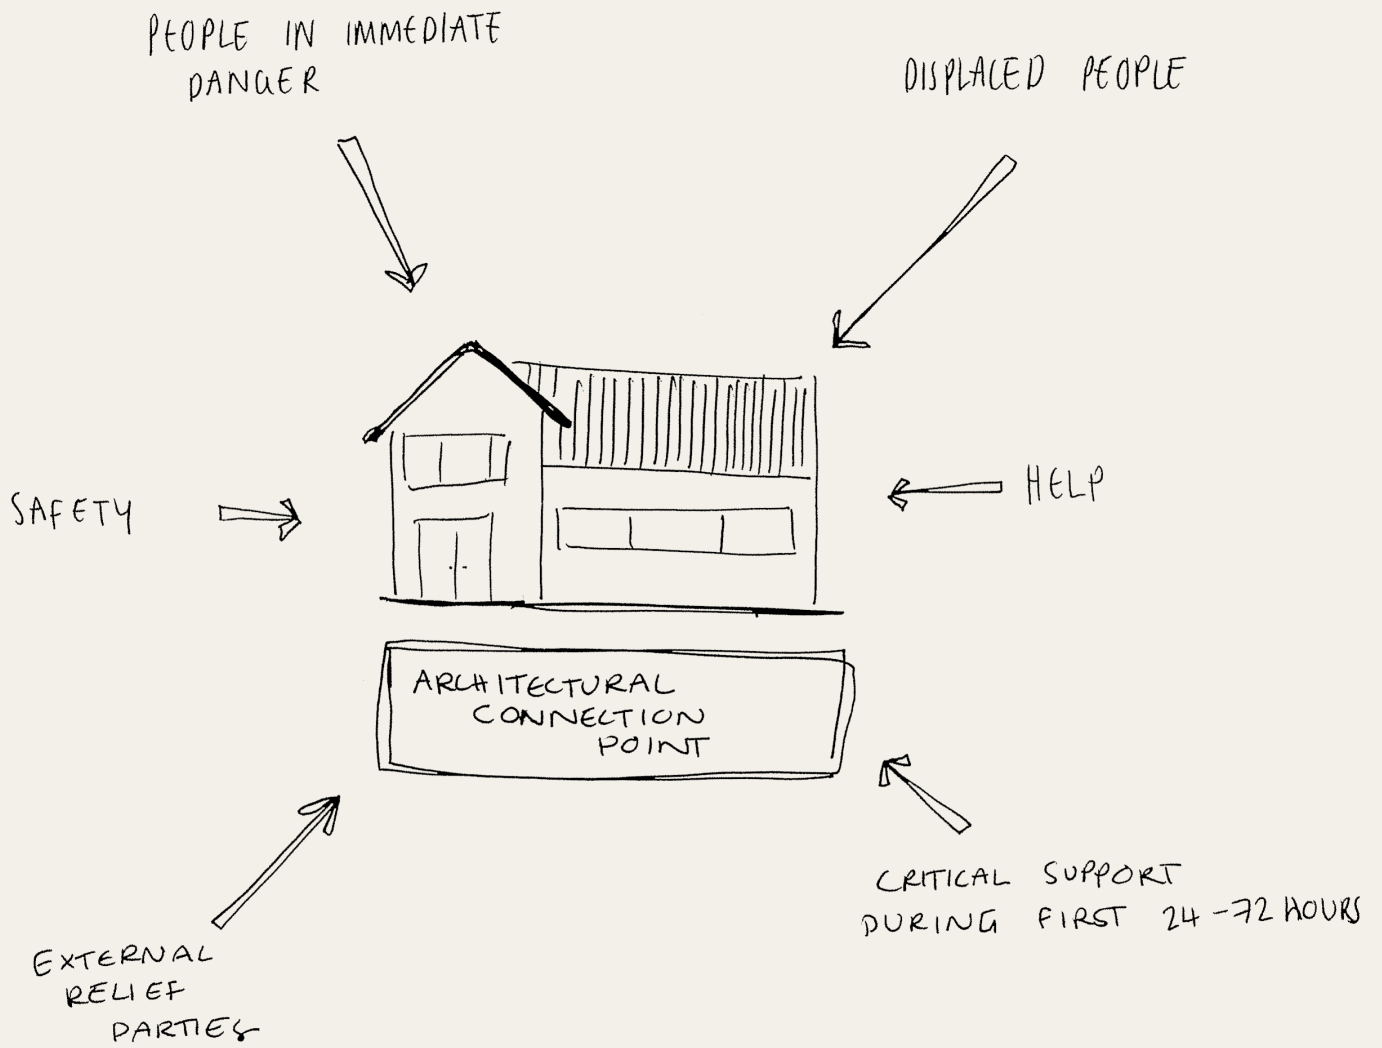 PEOPLE IN IMMEDIATE
DANGER
DISPLACED PEOPLE
SAFETY
HELP
ARCHITECTURAL
CONNECTION
POINT
CRITICAL SUPPORT
DURING FIRST 24-72 HOURS
EXTERNAL
RELIEF
PARTIES